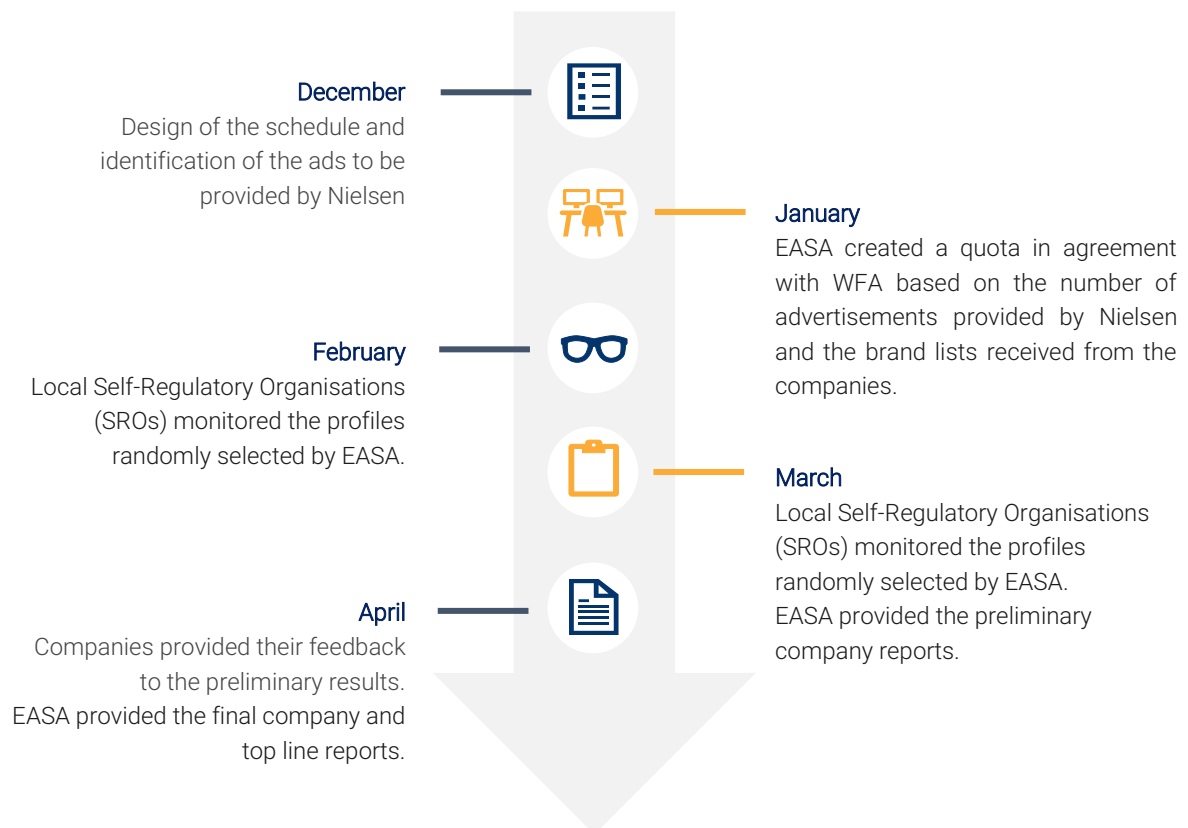 December
Design of the schedule and
identification of the ads to be
provided by Nielsen
January
EASA created a quota in agreement
with WFA based on the number of
advertisements provided by Nielsen
and the brand lists received from the
companies.
February
Local Self-Regulatory Organisations
(SROs) monitored the profiles
randomly selected by EASA.
March
Local Self-Regulatory Organisations
(SROs) monitored the profiles
randomly selected by EASA.
EASA provided the preliminary
company reports.
April
Companies provided their feedback
to the preliminary results.
EASA provided the final company and
top line reports.